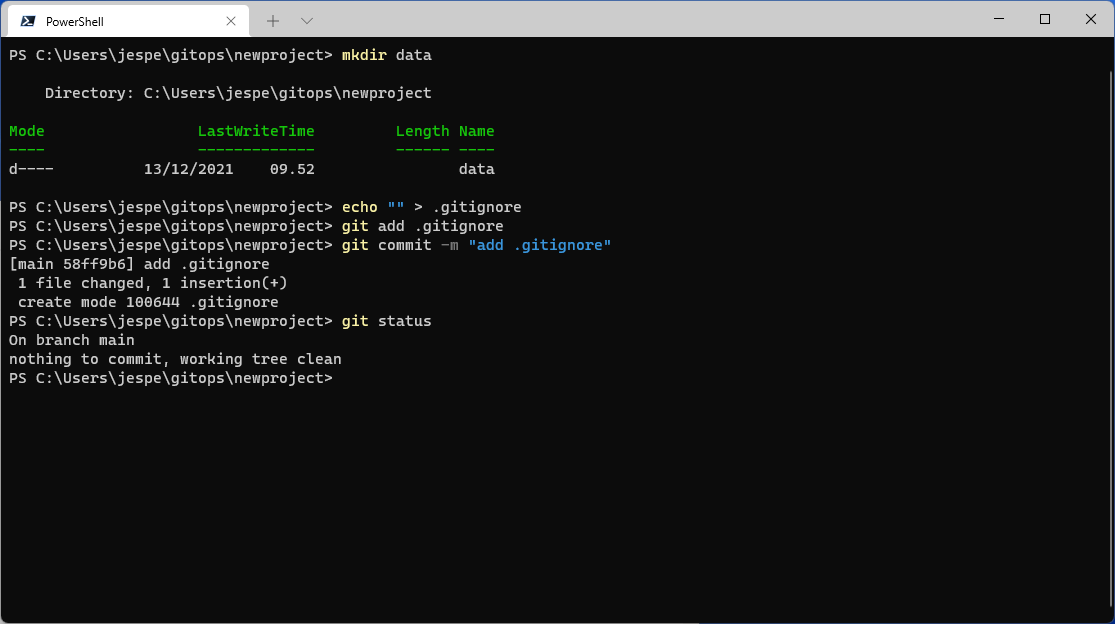 PowerShell
PS C:\Users\jespe\gitops\newproject> mkdir data
    Directory: C:\Users\jespe\gitops\newproject
Mode                 LastWriteTime         Length Name
----                 -------------         ------ ----
d----          13/12/2021    09.52                data
PS C:\Users\jespe\gitops\newproject> echo "" > .gitignore
PS C:\Users\jespe\gitops\newproject> git add .gitignore
PS C:\Users\jespe\gitops\newproject> git commit -m "add .gitignore"
[main 58ff9b6] add .gitignore
 1 file changed, 1 insertion(+)
 create mode 100644 .gitignore
PS C:\Users\jespe\gitops\newproject> git status
On branch main
nothing to commit, working tree clean
PS C:\Users\jespe\gitops\newproject>